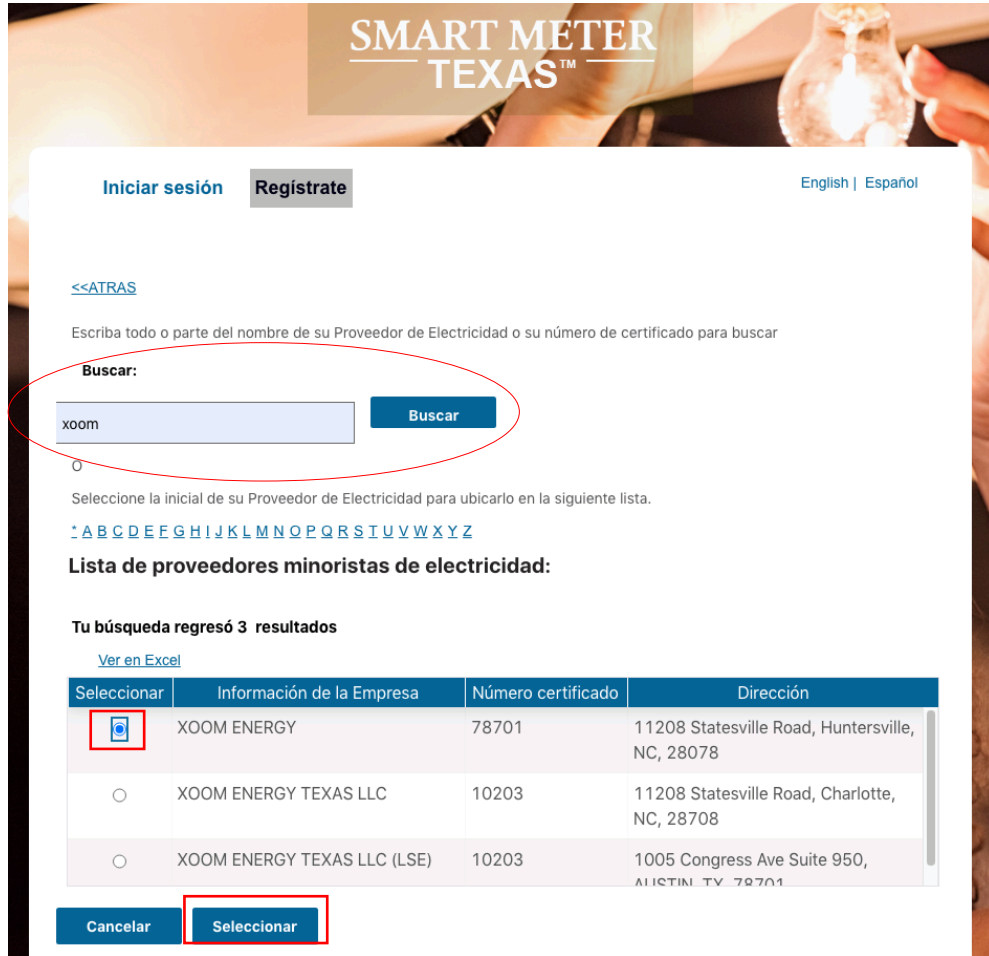 SMART METER
TEXAS™
Iniciar sesión Regístrate English | Español
<<ATRAS
Escriba todo o parte del nombre de su Proveedor de Electricidad o su número de certificado para buscar
Buscar:
xoom Buscar
O
Seleccione la inicial de su Proveedor de Electricidad para ubicarlo en la siguiente lista.
* A B C D E F G H I J K L M N O P Q R S T U V W X Y Z
Lista de proveedores minoristas de electricidad:
Tu búsqueda regresó 3 resultados
Ver en Excel
Seleccionar Información de la Empresa Número certificado Dirección
XOOM ENERGY 78701 11208 Statesville Road, Huntersville,
NC, 28078
XOOM ENERGY TEXAS LLC 10203 11208 Statesville Road, Charlotte,
NC, 28708
XOOM ENERGY TEXAS LLC (LSE) 10203 1005 Congress Ave Suite 950,
AUSTIN, TX, 78701
Cancelar Seleccionar